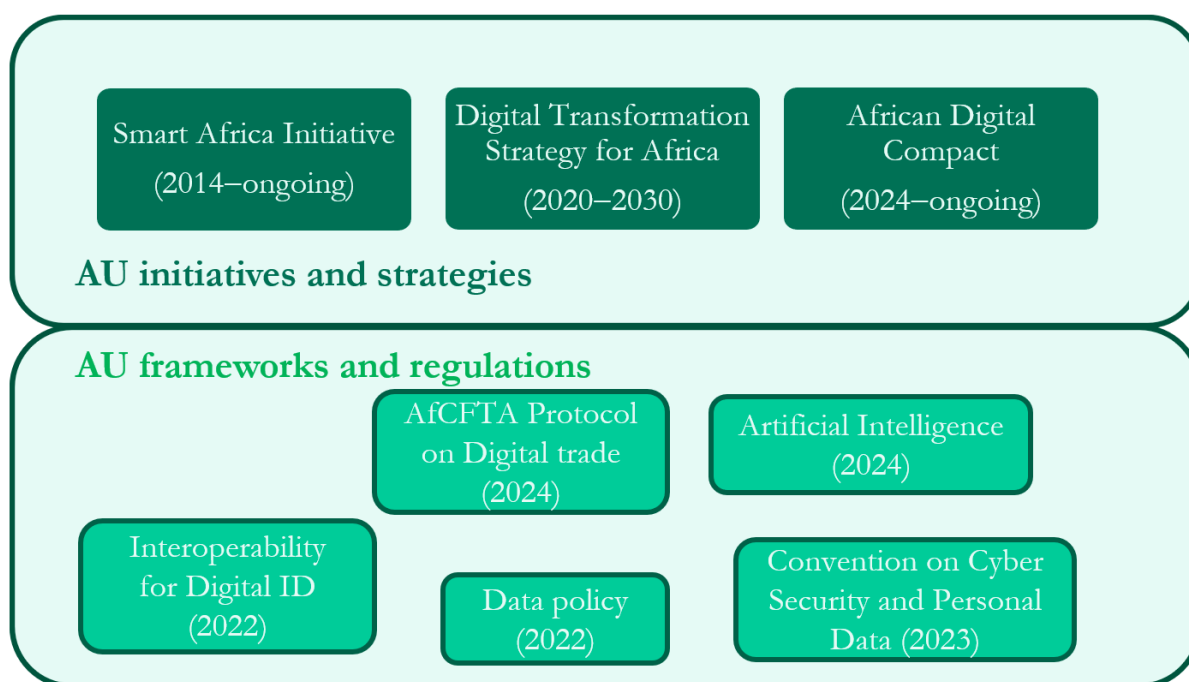 Smart Africa Initiative
(2014–ongoing)
Digital Transformation
Strategy for Africa
(2020–2030)
African Digital
Compact
(2024–ongoing)
AU initiatives and strategies
AU frameworks and regulations
AfCFTA Protocol
on Digital trade
(2024)
Artificial Intelligence
(2024)
Interoperability
for Digital ID
(2022)
Data policy
(2022)
Convention on Cyber
Security and Personal
Data (2023)